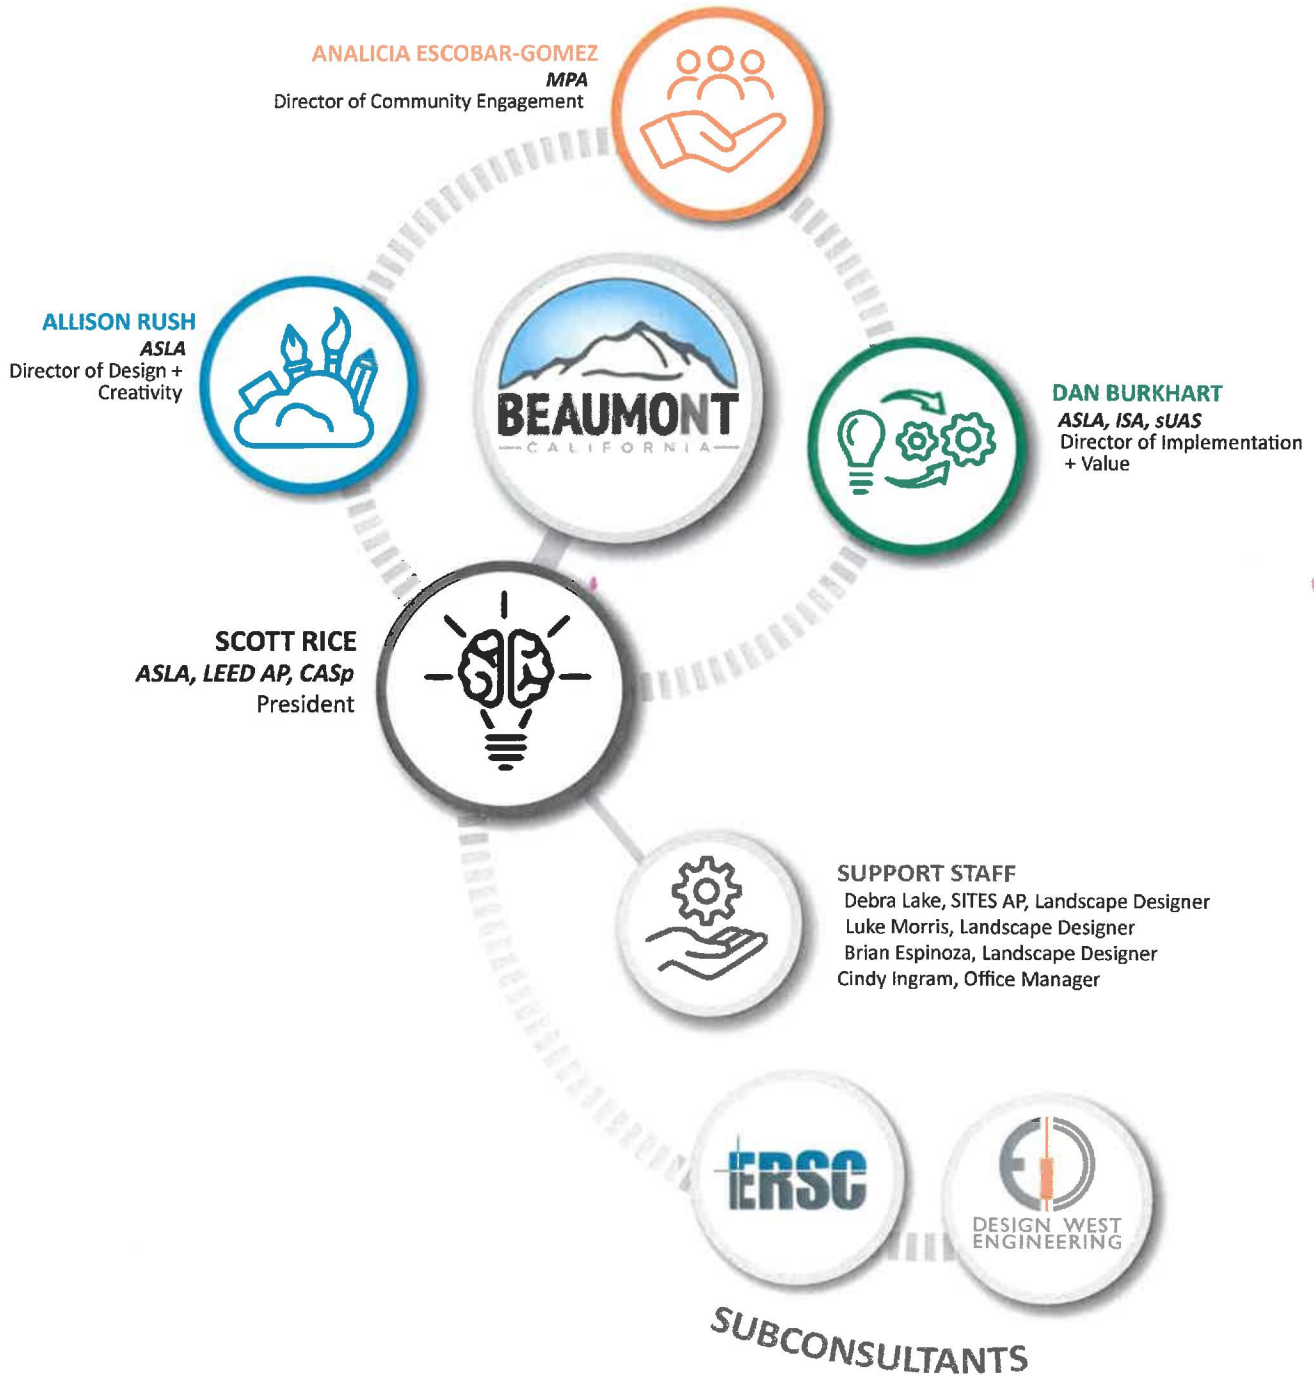 ANALICIA ESCOBAR-GOMEZ
MPA
Director of Community Engagement
ALLISON RUSH
ASLA
Director of Design +
Creativity
BEAUMONT
CALIFORNIA
DAN BURKHART
ASLA, ISA, sUAS
Director of Implementation
+ Value
SCOTT RICE
ASLA, LEED AP, CASp
President
SUPPORT STAFF
Debra Lake, SITES AP, Landscape Designer
Luke Morris, Landscape Designer
Brian Espinoza, Landscape Designer
Cindy Ingram, Office Manager
ERSC
DESIGN WEST
ENGINEERING
SUBCONSULTANTS